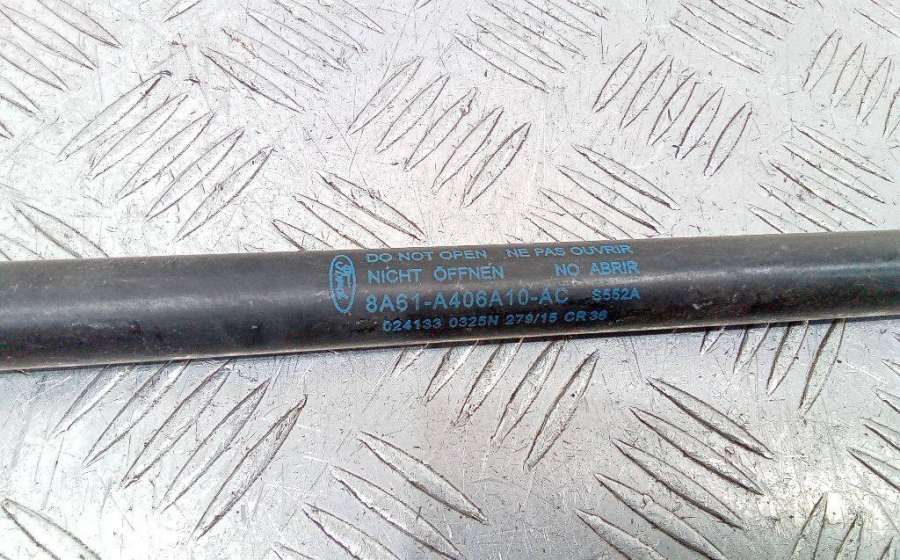 DO NOT OPEN NE PAS OUVRIR
NICHT ÖFFNEN NO ABRIR
Ford
8A61-A406A10-AC S552A
024133 0325N 279/15 CR36